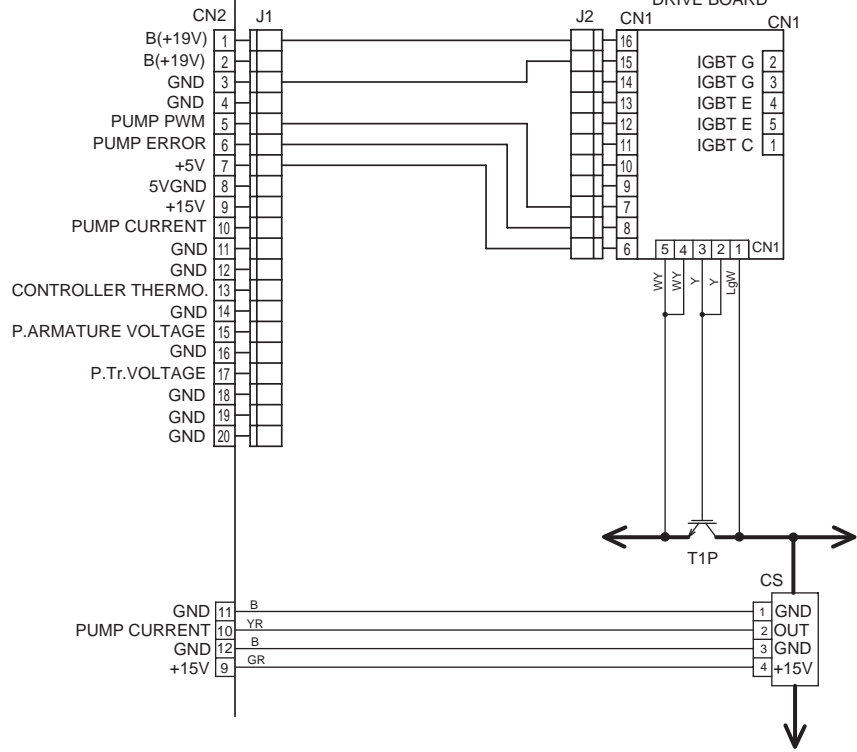 DRIVE BOARD
CN2 J1 J2 CN1 CN1
B(+19V) 1 16
B(+19V) 2 15 IGBT G 2
GND 3 14 IGBT G 3
GND 4 13 IGBT E 4
PUMP PWM 5 12 IGBT E 5
PUMP ERROR 6 11 IGBT C 1
+5V 7 10
5VGND 8 9
+15V 9 7
PUMP CURRENT 10 8
GND 11 6 5 4 3 2 1 CN1
GND 12
CONTROLLER THERMO. 13 WY WY Y Y LgW
GND 14
P.ARMATURE VOLTAGE 15
GND 16
P.Tr.VOLTAGE 17
GND 18
GND 19
GND 20
T1P
CS
GND 11 B 1 GND
PUMP CURRENT 10 YR 2 OUT
GND 12 B 3 GND
+15V 9 GR 4 +15V